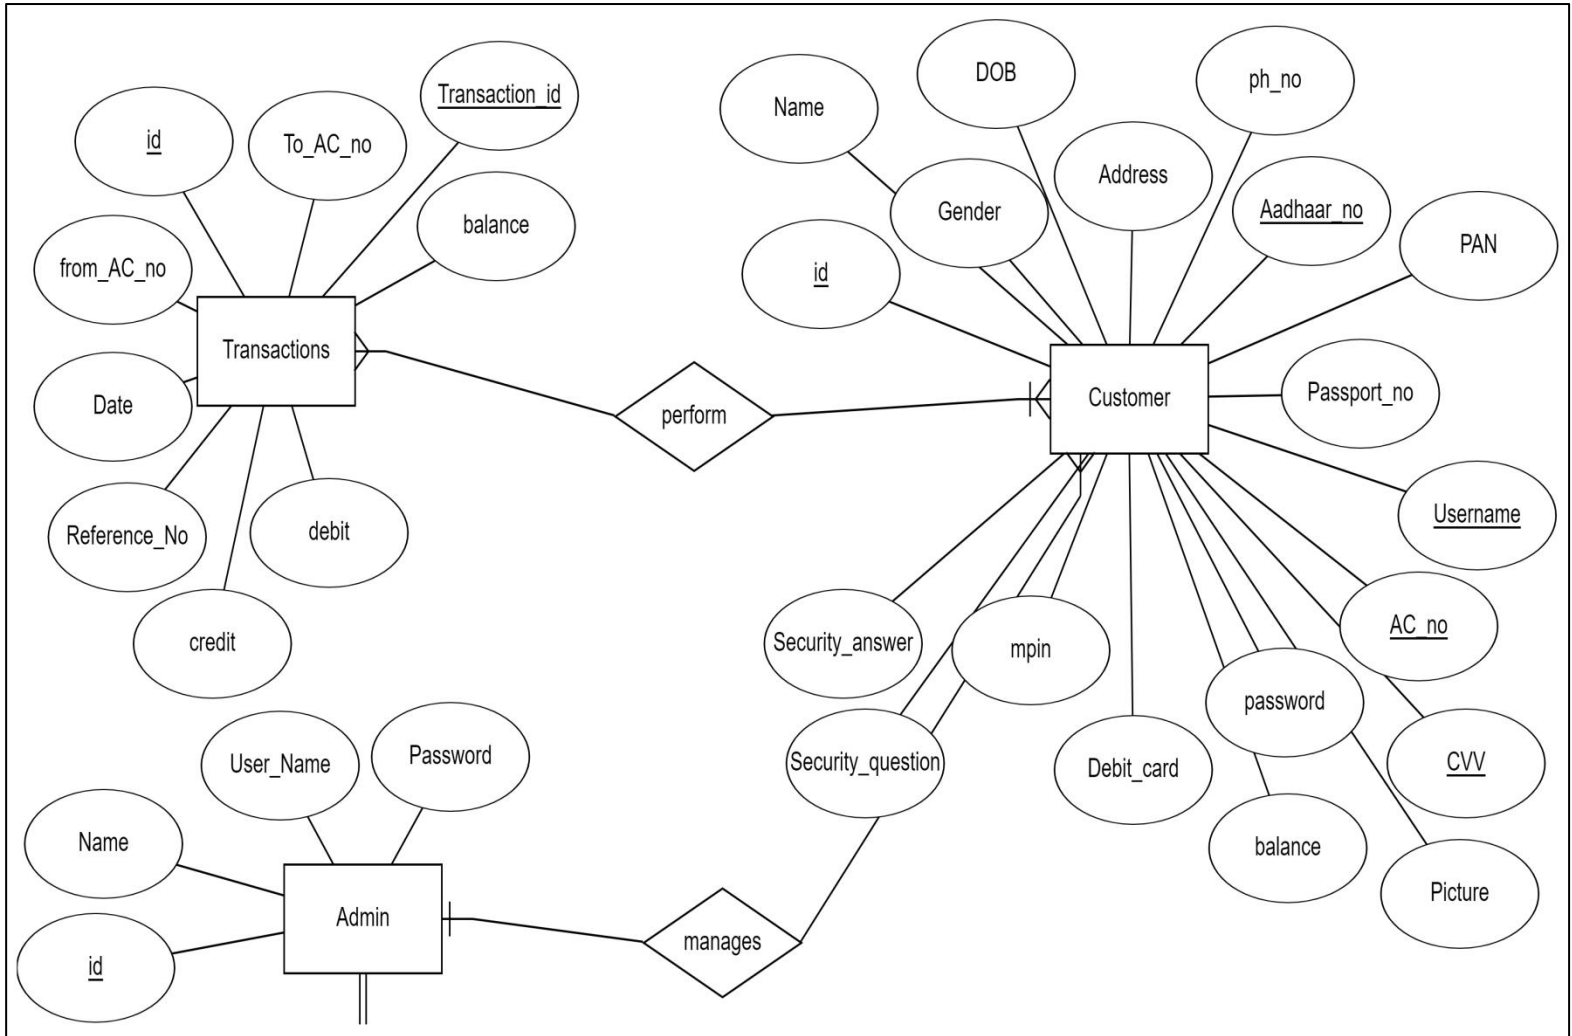 DOB
ph_no
Transaction_id
Name
id
To_AC_no
Address
Gender
Aadhaar_no
balance
PAN
from_AC_no
id
Transactions
Customer
Passport_no
Date
perform
Username
Reference_No
debit
AC_no
credit
Security_answer
mpin
password
User_Name
Password
Security_question
Debit_card
CVV
Name
balance
Picture
Admin
manages
id